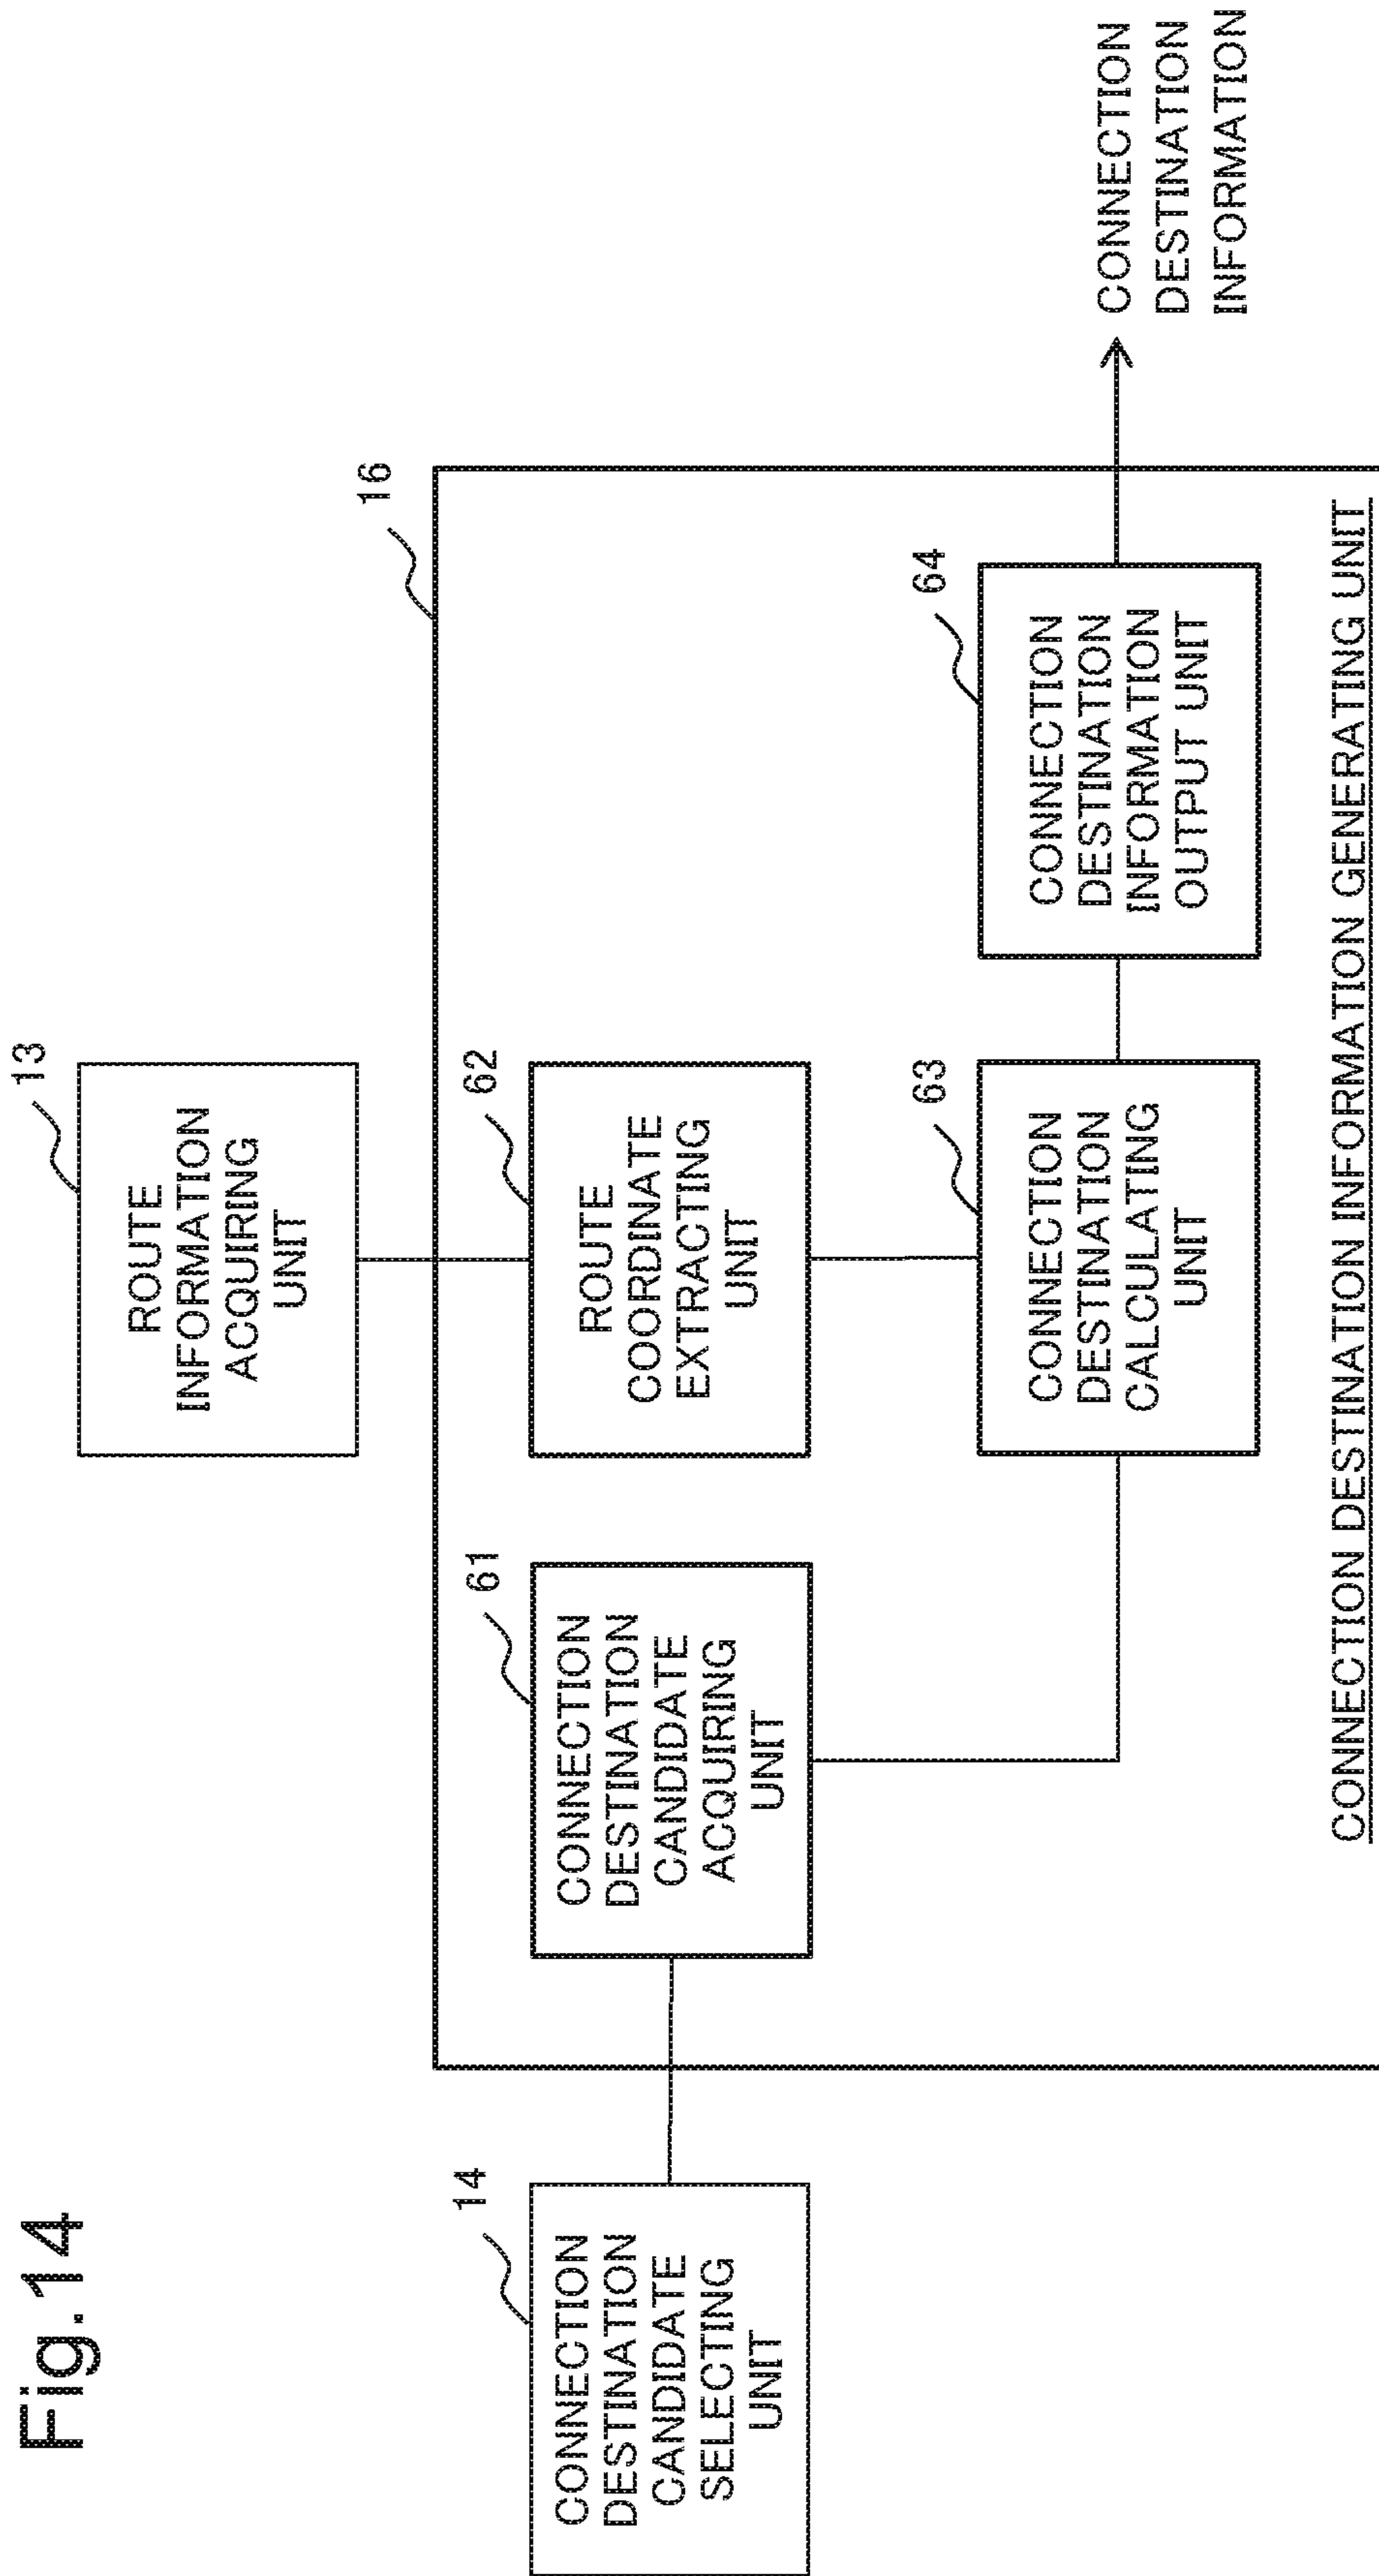 Fig.14
13
ROUTE
INFORMATION
ACQUIRING
UNIT
16
14
CONNECTION
DESTINATION
CANDIDATE
SELECTING
UNIT
61
CONNECTION
DESTINATION
CANDIDATE
ACQUIRING
UNIT
62
ROUTE
COORDINATE
EXTRACTING
UNIT
63
CONNECTION
DESTINATION
CALCULATING
UNIT
64
CONNECTION
DESTINATION
INFORMATION
OUTPUT UNIT
CONNECTION
DESTINATION
INFORMATION
CONNECTION DESTINATION INFORMATION GENERATING UNIT